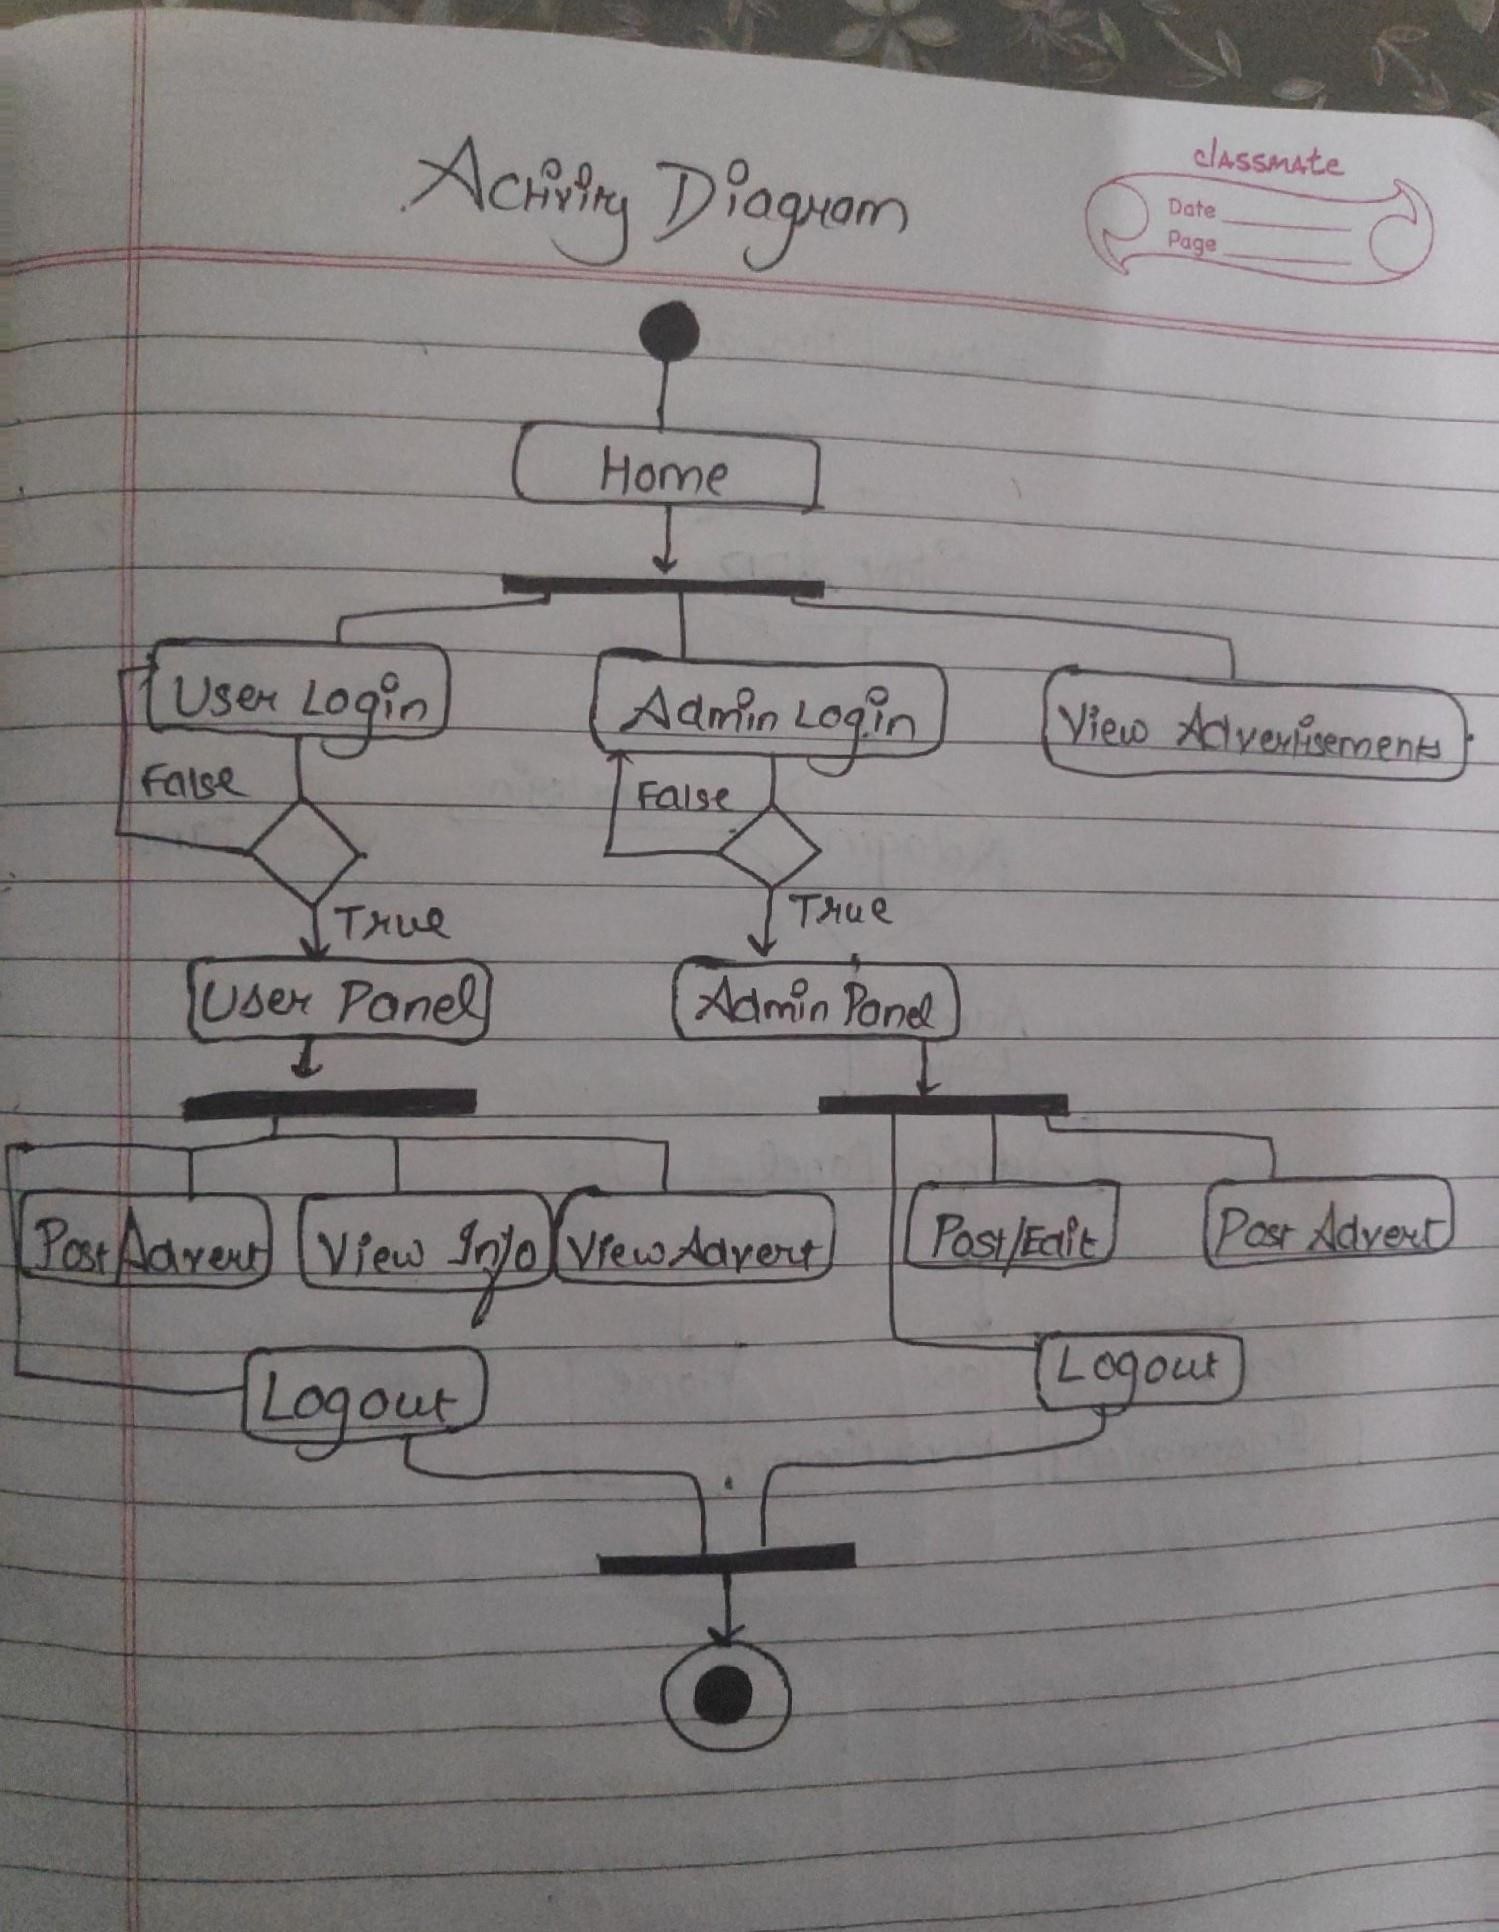 Activity Diagram
classmate
Date
Page
Home
User Login
Admin Login
View Advertisements
False
False
True
True
User Panel
Admin Panel
Post Advert
View Info
View Advert
Post/Edit
Post Advert
Logout
Logout